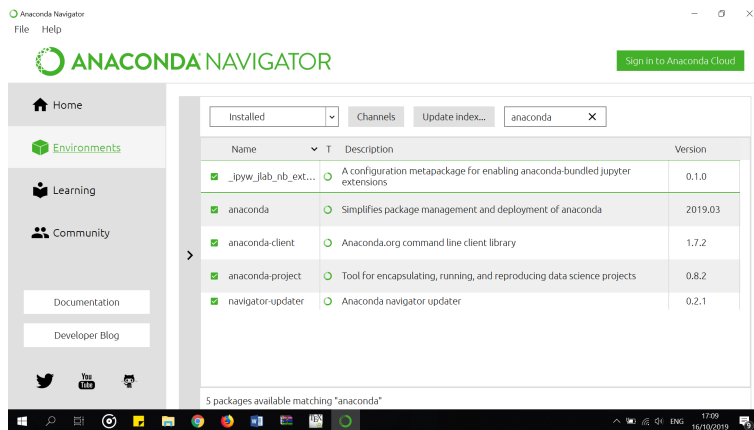 Anaconda Navigator
File Help
ANACONDA NAVIGATOR
Sign in to Anaconda Cloud
Home
Environments
Learning
Community
Documentation
Developer Blog
You
Tube
Installed Channels Update index... anaconda
Name T Description Version
_ipyw_jlab_nb_ext... A configuration metapackage for enabling anaconda-bundled jupyter
extensions 0.1.0
anaconda Simplifies package management and deployment of anaconda 2019.03
anaconda-client Anaconda.org command line client library 1.7.2
anaconda-project Tool for encapsulating, running, and reproducing data science projects 0.8.2
navigator-updater Anaconda navigator updater 0.2.1
5 packages available matching "anaconda"
TEX
ENG
17:09
16/10/2019